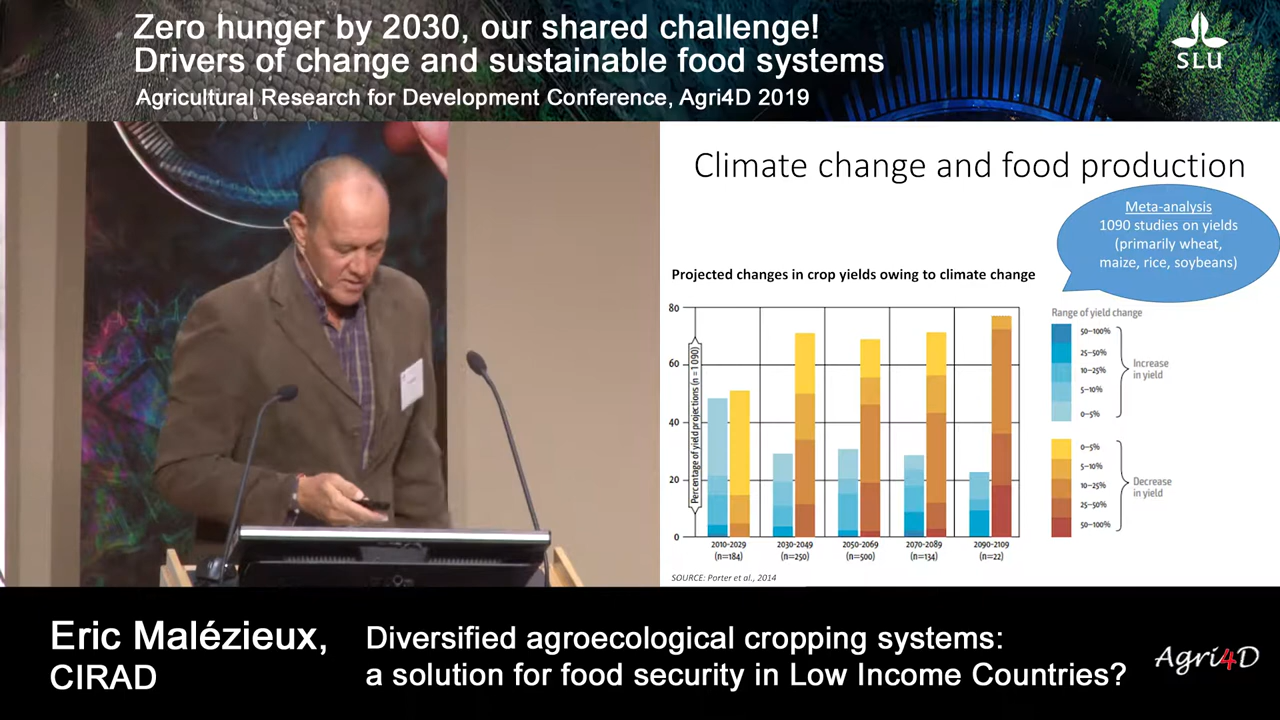 Zero hunger by 2030, our shared challenge!
Drivers of change and sustainable food systems
Agricultural Research for Development Conference, Agri4D 2019
SLU
Climate change and food production
Meta-analysis
1090 studies on yields
(primarily wheat,
maize, rice, soybeans)
Projected changes in crop yields owing to climate change
80
60
40
20
0
Percentage of yield projections (n=1090)
2010-2029
(n=184)
2030-2049
(n=250)
2050-2069
(n=500)
2070-2089
(n=134)
2090-2109
(n=22)
Range of yield change
50–100%
25–50%
10–25%
5–10%
0–5%
Increase
in yield
0–5%
5–10%
10–25%
25–50%
50–100%
Decrease
in yield
SOURCE: Porter et al., 2014
Eric Malézieux,
CIRAD
Diversified agroecological cropping systems:
a solution for food security in Low Income Countries?
Agri4D